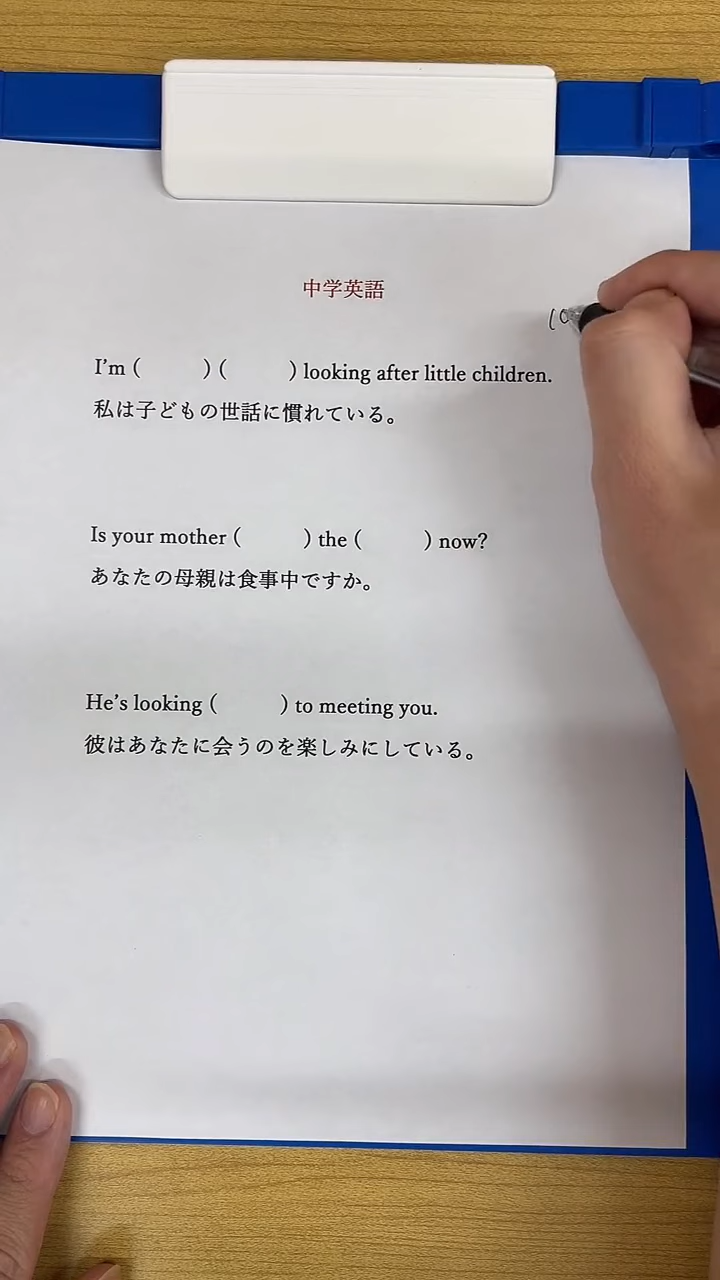 中学英語
I'm (　　) (　　) looking after little children.
私は子どもの世話に慣れている。
Is your mother (　　) the (　　) now?
あなたの母親は食事中ですか。
He's looking (　　) to meeting you.
彼はあなたに会うのを楽しみにしている。